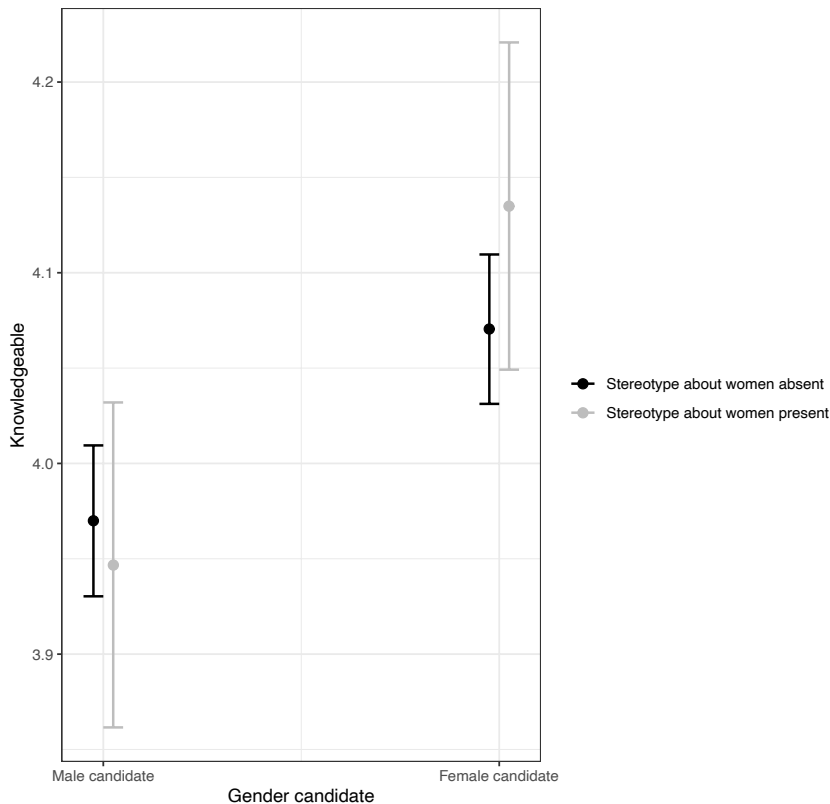 4.2
4.1
4.0
3.9
Knowledgeable
Male candidate
Female candidate
Gender candidate
Stereotype about women absent
Stereotype about women present